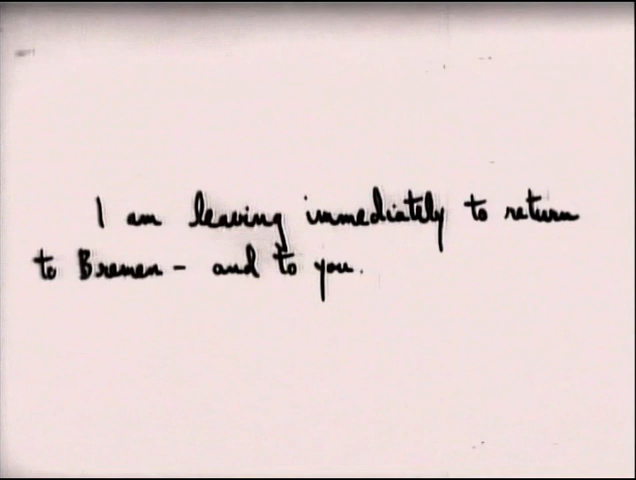 I am leaving immediately to return
to Bremen - and to you.